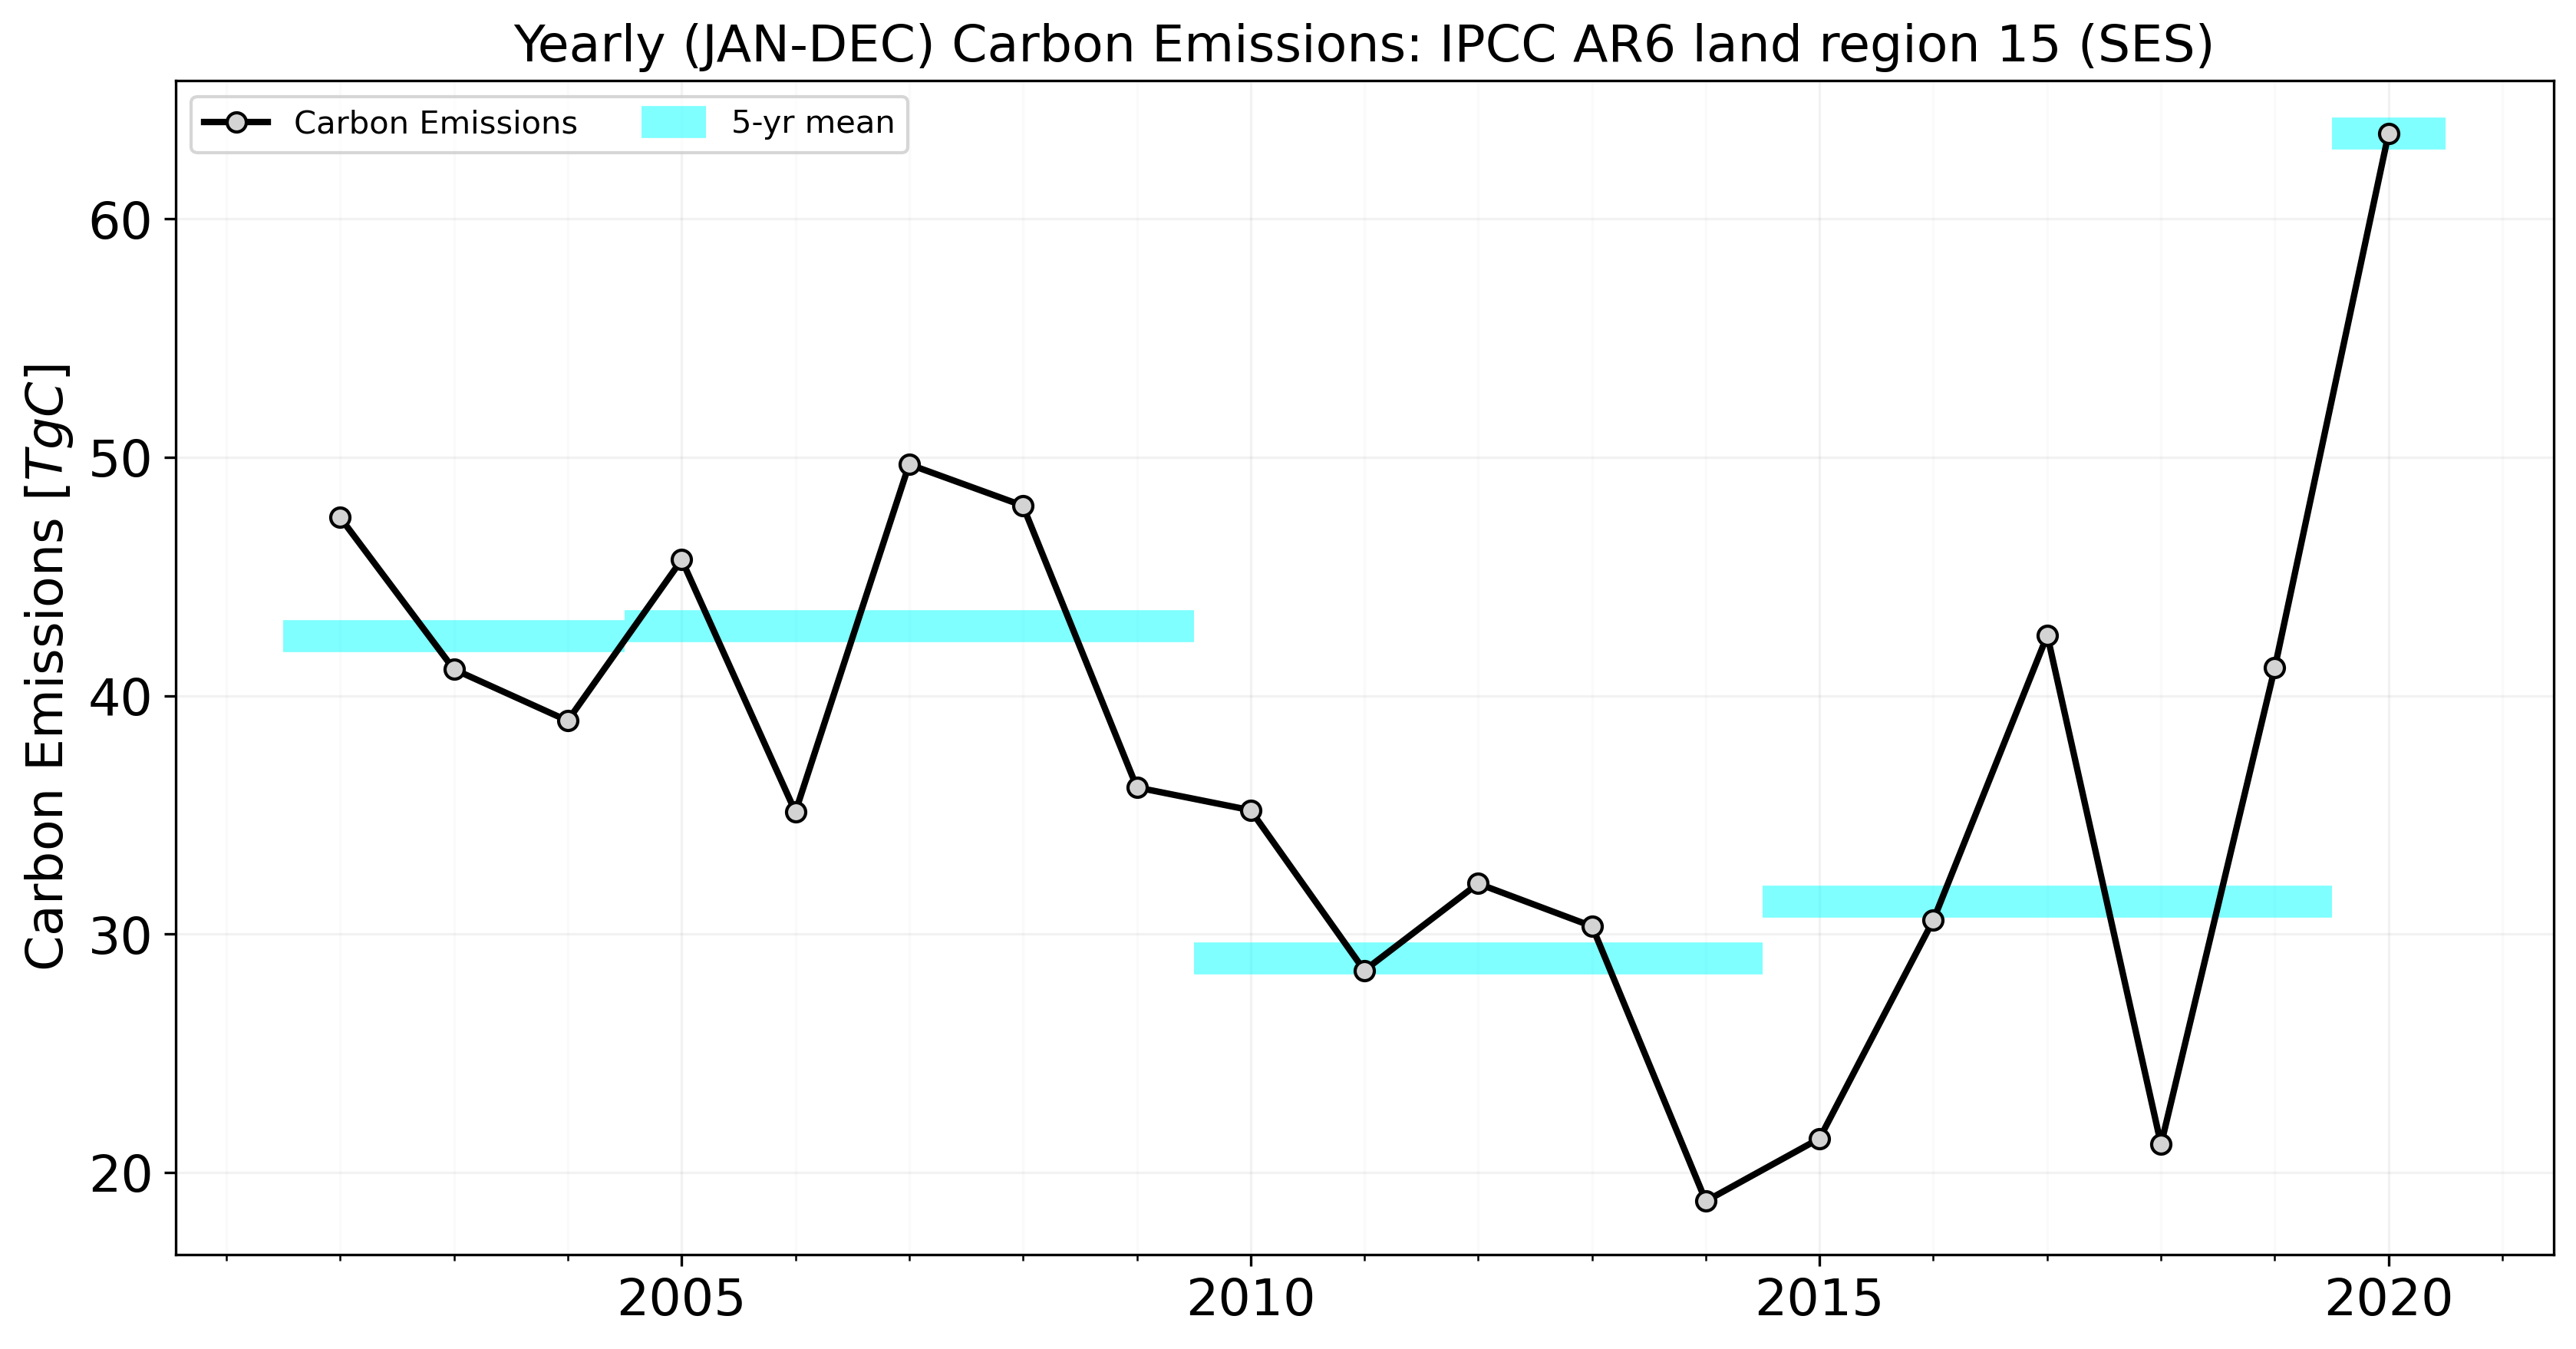 Yearly (JAN-DEC) Carbon Emissions: IPCC AR6 land region 15 (SES)
Carbon Emissions 5-yr mean
Carbon Emissions [TgC]
60
50
40
30
20
2005 2010 2015 2020